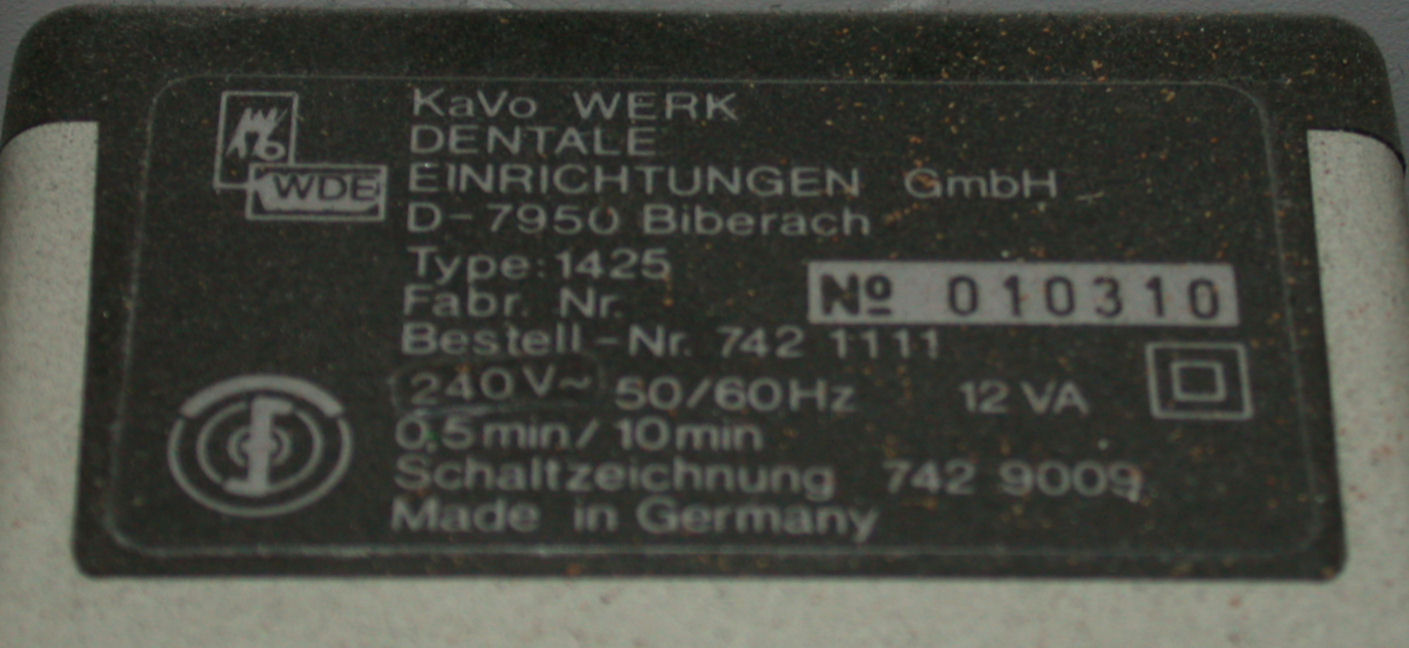 KaVo WERK
DENTALE
WDE EINRICHTUNGEN GmbH
D-7950 Biberach
Type: 1425
Fabr. Nr. Nº 010310
Bestell-Nr. 742 1111
240V~ 50/60Hz 12 VA
0,5min/10min
Schaltzeichnung 742 9009
Made in Germany